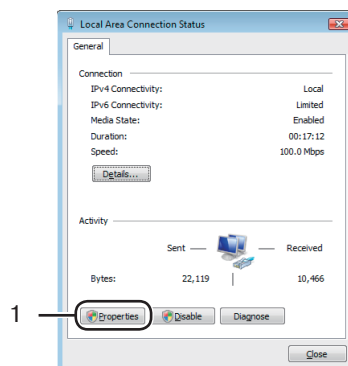 Local Area Connection Status
General
Connection
IPv4 Connectivity: Local
IPv6 Connectivity: Limited
Media State: Enabled
Duration: 00:17:12
Speed: 100.0 Mbps
Details...
Activity
Sent Received
Bytes: 22,119 10,466
1
Properties Disable Diagnose
Close